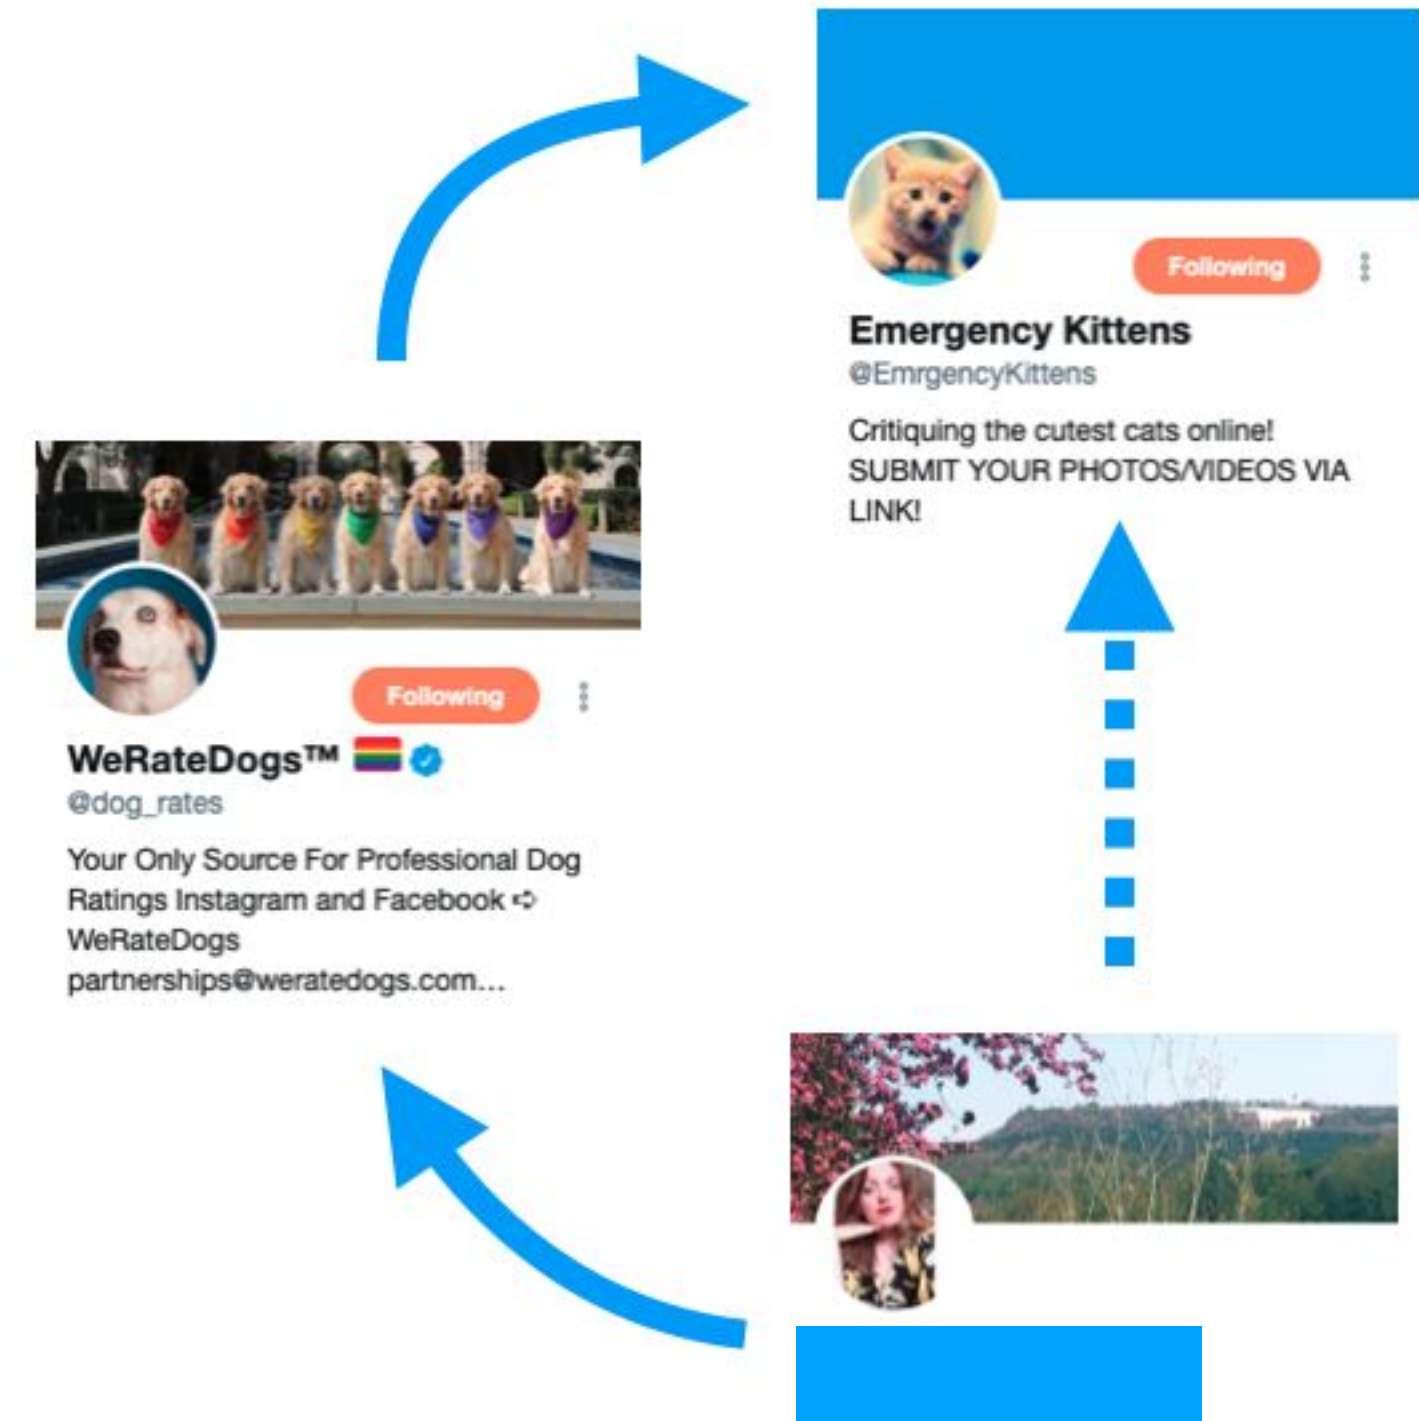 Following
Emergency Kittens
@EmrgencyKittens
Critiquing the cutest cats online!
SUBMIT YOUR PHOTOS/VIDEOS VIA
LINK!
Following
WeRateDogs™
@dog_rates
Your Only Source For Professional Dog
Ratings Instagram and Facebook ➪
WeRateDogs
partnerships@weratedogs.com…